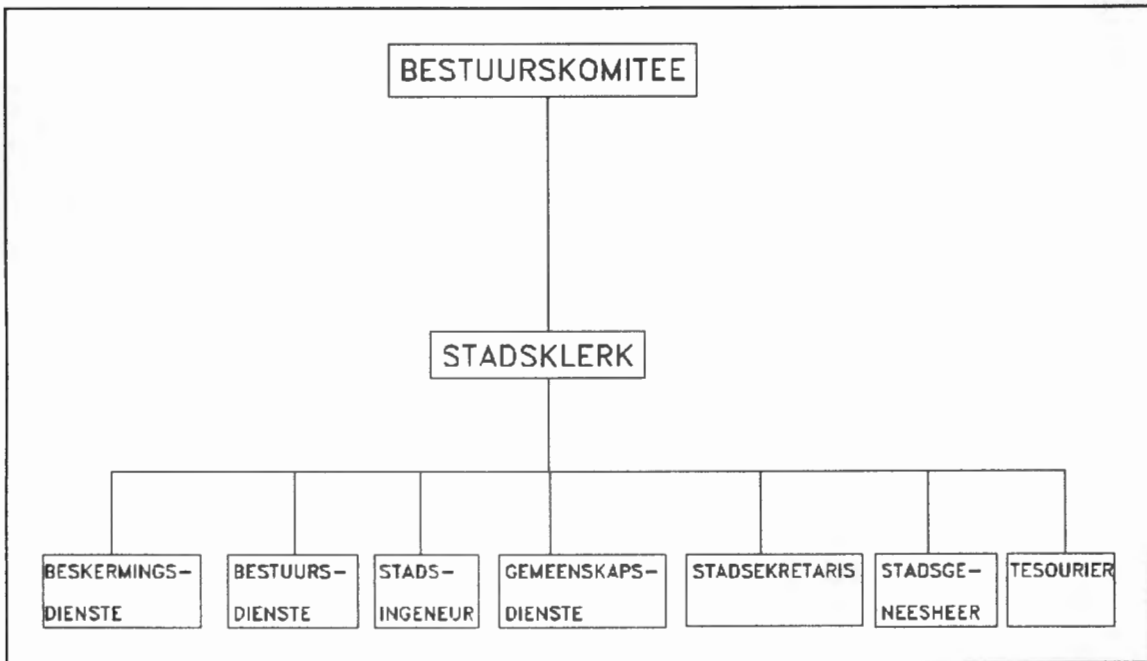 BESTUURSKOMITEE
STADSKLERK
BESKERMINGS-
DIENSTE
BESTUURS-
DIENSTE
STADS-
INGENEUR
GEMEENSKAPS-
DIENSTE
STADSEKRETARIS
STADSGE-
NEESHEER
TESOURIER